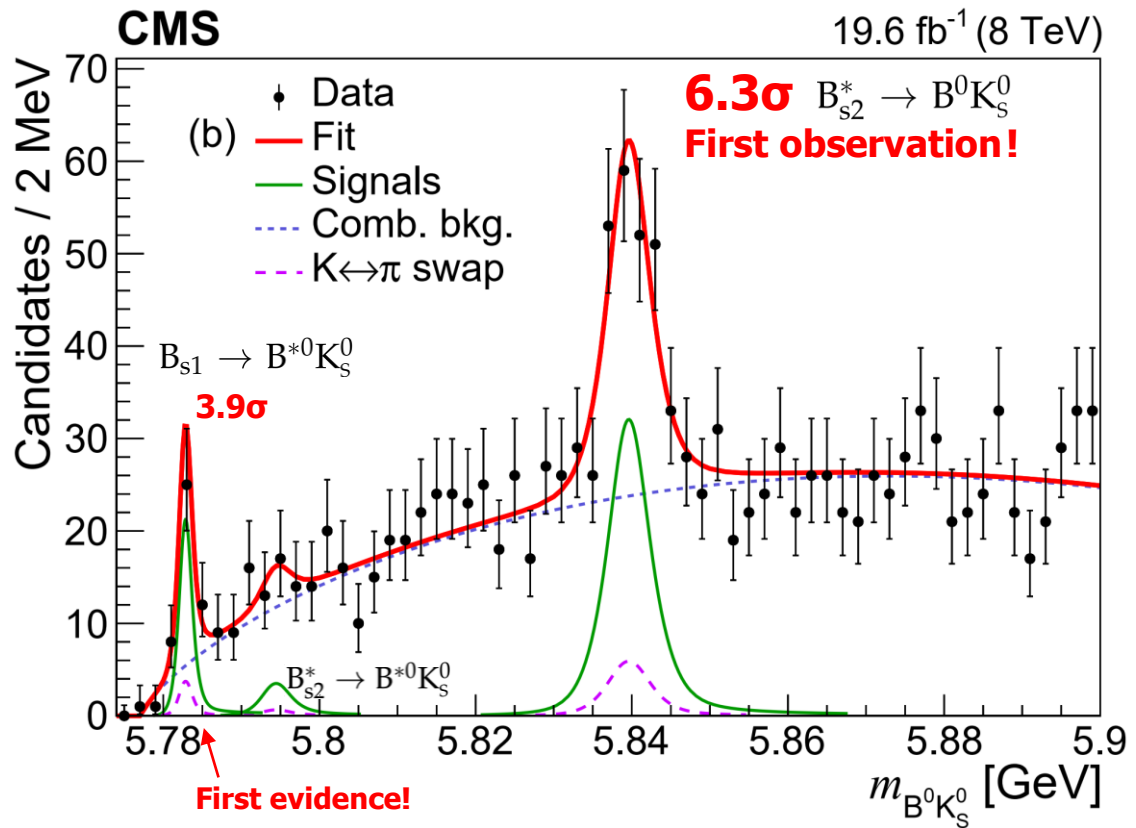 CMS
19.6 fb⁻¹ (8 TeV)
Candidates / 2 MeV
70
60
50
40
30
20
10
0
Data
(b)
Fit
Signals
Comb. bkg.
K↔π swap
6.3σ B*s2 → B⁰K⁰S
First observation!
Bs1 → B*⁰K⁰S
3.9σ
B*s2 → B*⁰K⁰S
5.78 5.8 5.82 5.84 5.86 5.88 5.9
First evidence!
mB⁰K⁰S [GeV]